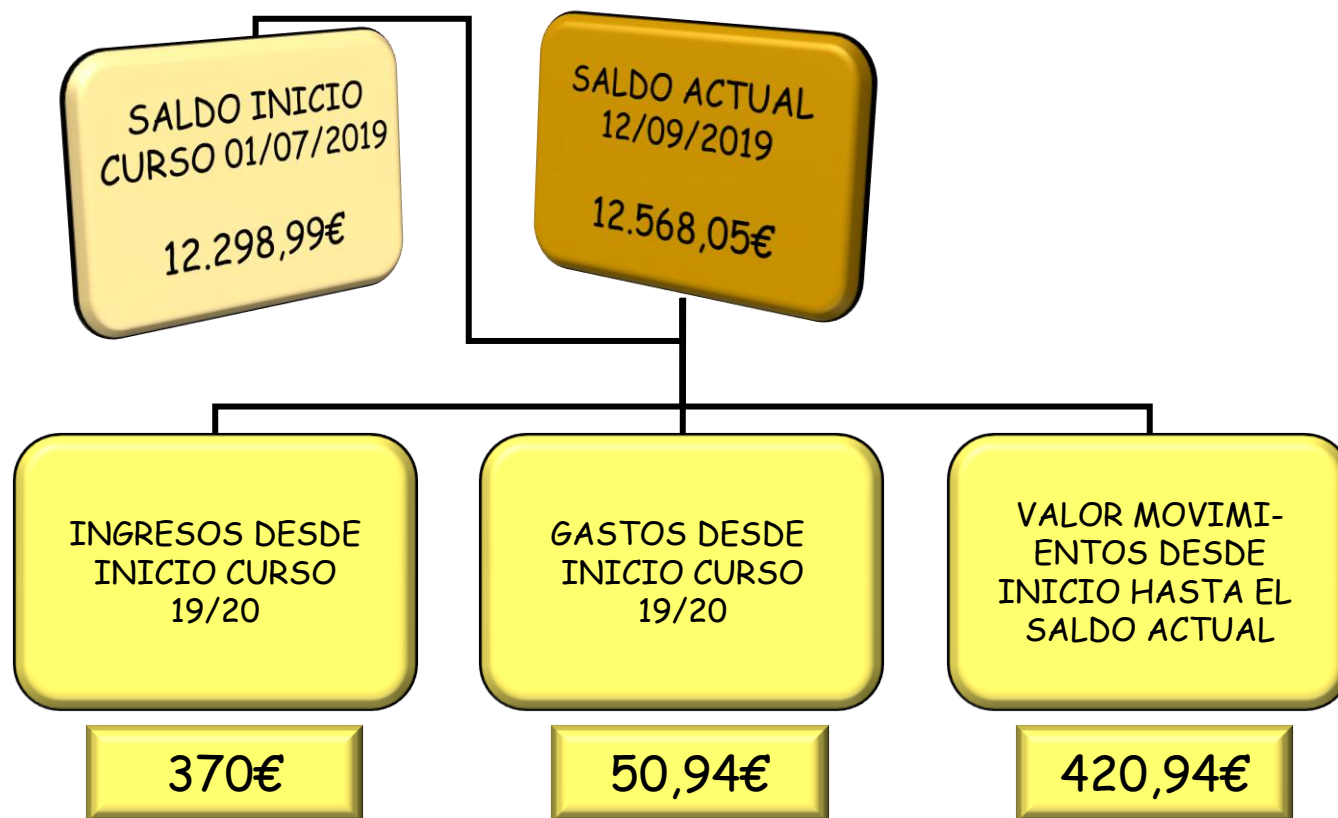 SALDO INICIO
CURSO 01/07/2019
12.298,99€
SALDO ACTUAL
12/09/2019
12.568,05€
INGRESOS DESDE
INICIO CURSO
19/20
370€
GASTOS DESDE
INICIO CURSO
19/20
50,94€
VALOR MOVIMI-
ENTOS DESDE
INICIO HASTA EL
SALDO ACTUAL
420,94€